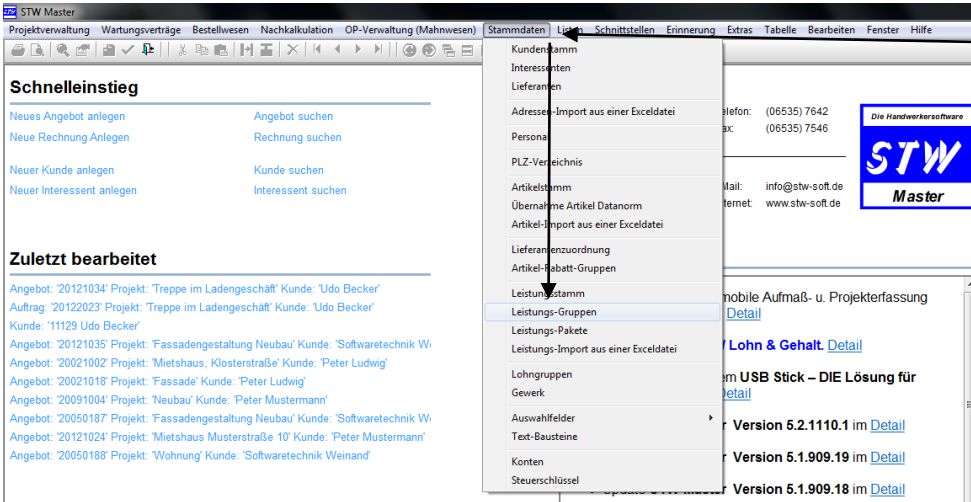 STW Master
Projektverwaltung Wartungsverträge Bestellwesen Nachkalkulation OP-Verwaltung (Mahnwesen) Stammdaten Listen Schnittstellen Erinnerung Extras Tabelle Bearbeiten Fenster Hilfe
Schnelleinstieg
Neues Angebot anlegen Angebot suchen
Neue Rechnung Anlegen Rechnung suchen
Neuer Kunde anlegen Kunde suchen
Neuer Interessent anlegen Interessent suchen
Zuletzt bearbeitet
Angebot: '20121034' Projekt: 'Treppe im Ladengeschäft' Kunde: 'Udo Becker'
Auftrag: '20122023' Projekt: 'Treppe im Ladengeschäft' Kunde: 'Udo Becker'
Kunde: '11129 Udo Becker'
Angebot: '20121035' Projekt: 'Fassadengestaltung Neubau' Kunde: 'Softwaretechnik We
Angebot: '20021002' Projekt: 'Mietshaus, Klosterstraße' Kunde: 'Peter Ludwig'
Angebot: '20021018' Projekt: 'Fassade' Kunde: 'Peter Ludwig'
Angebot: '20091004' Projekt: 'Neubau' Kunde: 'Peter Mustermann'
Angebot: '20050187' Projekt: 'Fassadengestaltung Neubau' Kunde: 'Softwaretechnik We
Angebot: '20121024' Projekt: 'Mietshaus Musterstraße 10' Kunde: 'Peter Mustermann'
Angebot: '20050188' Projekt: 'Wohnung' Kunde: 'Softwaretechnik Weinand'
Kundenstamm
Interessenten
Lieferanten
Adressen-Import aus einer Exceldatei
Personal
PLZ-Verzeichnis
Artikelstamm
Übernahme Artikel Datanorm
Artikel-Import aus einer Exceldatei
Lieferantenzuordnung
Artikel-Rabatt-Gruppen
Leistungsstamm
Leistungs-Gruppen
Leistungs-Pakete
Leistungs-Import aus einer Exceldatei
Lohngruppen
Gewerk
Auswahlfelder
Text-Bausteine
Konten
Steuerschlüssel
elefon: (06535) 7642
ax: (06535) 7546
Mail: info@stw-soft.de
ternet: www.stw-soft.de
Die Handwerkersoftware
STW
Master
mobile Aufmaß- u. Projekterfassung
Detail
Lohn & Gehalt. Detail
em USB Stick – DIE Lösung für
Detail
r Version 5.2.1110.1 im Detail
r Version 5.1.909.19 im Detail
Update STW Master Version 5.1.909.18 im Detail